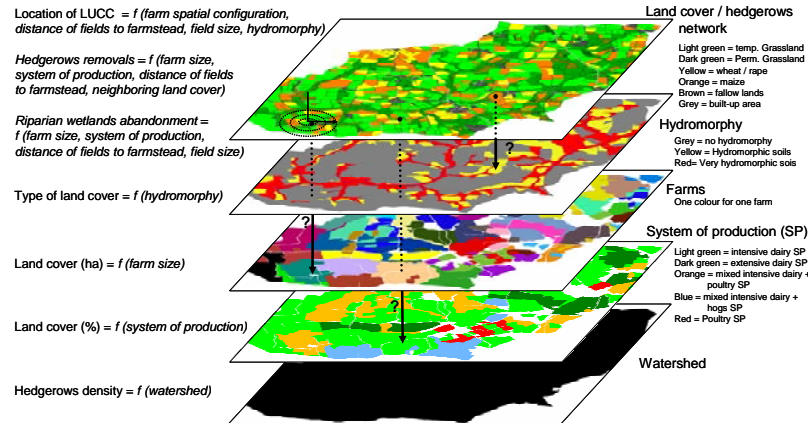 Location of LUCC = f (farm spatial configuration,
distance of fields to farmstead, field size, hydromorphy)
Hedgerows removals = f (farm size,
system of production, distance of fields
to farmstead, neighboring land cover)
Riparian wetlands abandonment =
f (farm size, system of production,
distance of fields to farmstead, field size)
Type of land cover = f (hydromorphy)
Land cover (ha) = f (farm size)
Land cover (%) = f (system of production)
Hedgerows density = f (watershed)
?
?
?
Land cover / hedgerows
network
Light green = temp. Grassland
Dark green = Perm. Grassland
Yellow = wheat / rape
Orange = maize
Brown = fallow lands
Grey = built-up area
Hydromorphy
Grey = no hydromorphy
Yellow = Hydromorphic soils
Red= Very hydromorphic sois
Farms
One colour for one farm
System of production (SP)
Light green = intensive dairy SP
Dark green = extensive dairy SP
Orange = mixed intensive dairy +
poultry SP
Blue = mixed intensive dairy +
hogs SP
Red = Poultry SP
Watershed